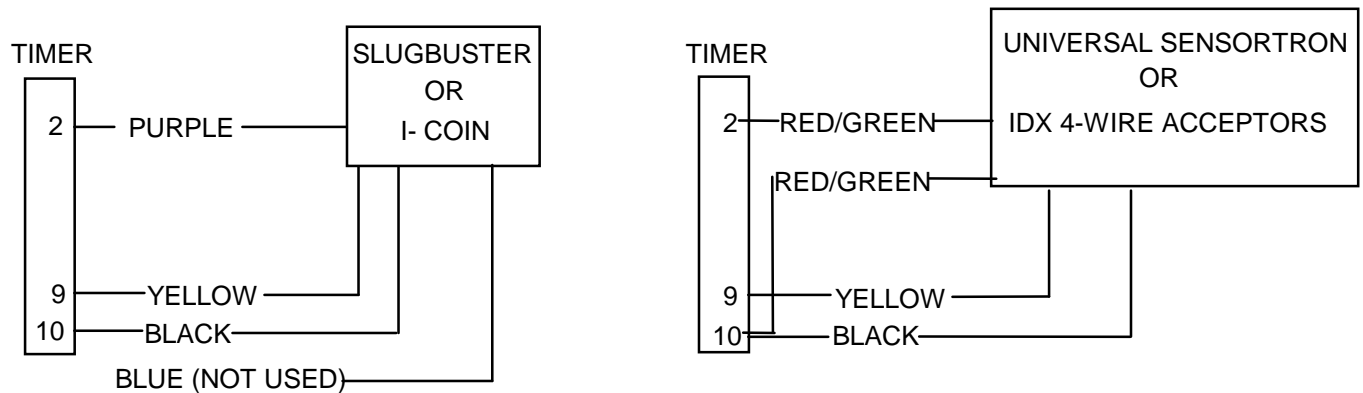 TIMER
SLUGBUSTER
OR
I- COIN
2
PURPLE
9
YELLOW
10
BLACK
BLUE (NOT USED)
TIMER
UNIVERSAL SENSORTRON
OR
IDX 4-WIRE ACCEPTORS
2
RED/GREEN
RED/GREEN
9
YELLOW
10
BLACK